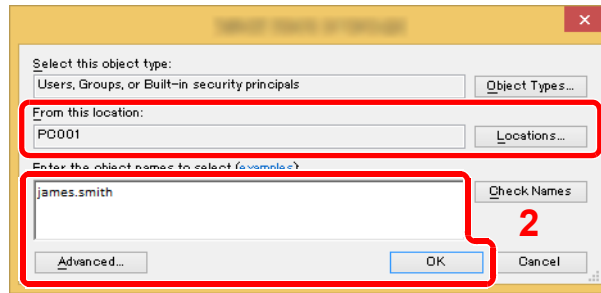 Select this object type:
Users, Groups, or Built-in security principals
Object Types...
From this location:
PC001
Locations...
Enter the object names to select (examples):
james.smith
Check Names
2
Advanced...
OK
Cancel